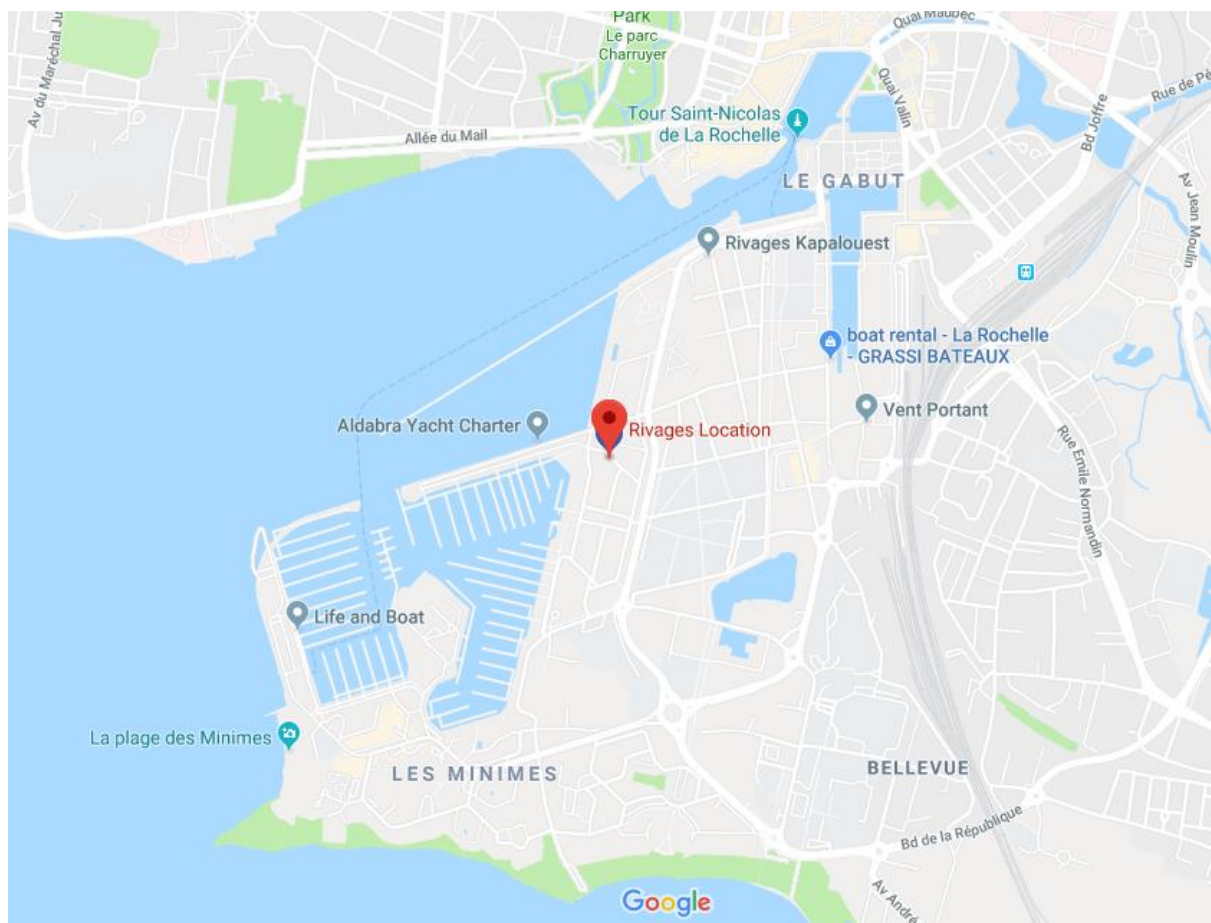 Park
Le parc
Charruyer
Quai Maubec
Av du Maréchal Ju
Quai Valin
Rue de Pé
Bd Joffre
Allée du Mail
Tour Saint-Nicolas
de La Rochelle
LE GABUT
Av Jean Moulin
Rivages Kapalouest
boat rental - La Rochelle
- GRASSI BATEAUX
Vent Portant
Aldabra Yacht Charter
Rivages Location
Rue Emile Normandin
Life and Boat
La plage des Minimes
LES MINIMES
BELLEVUE
Bd de la République
Av André
Google